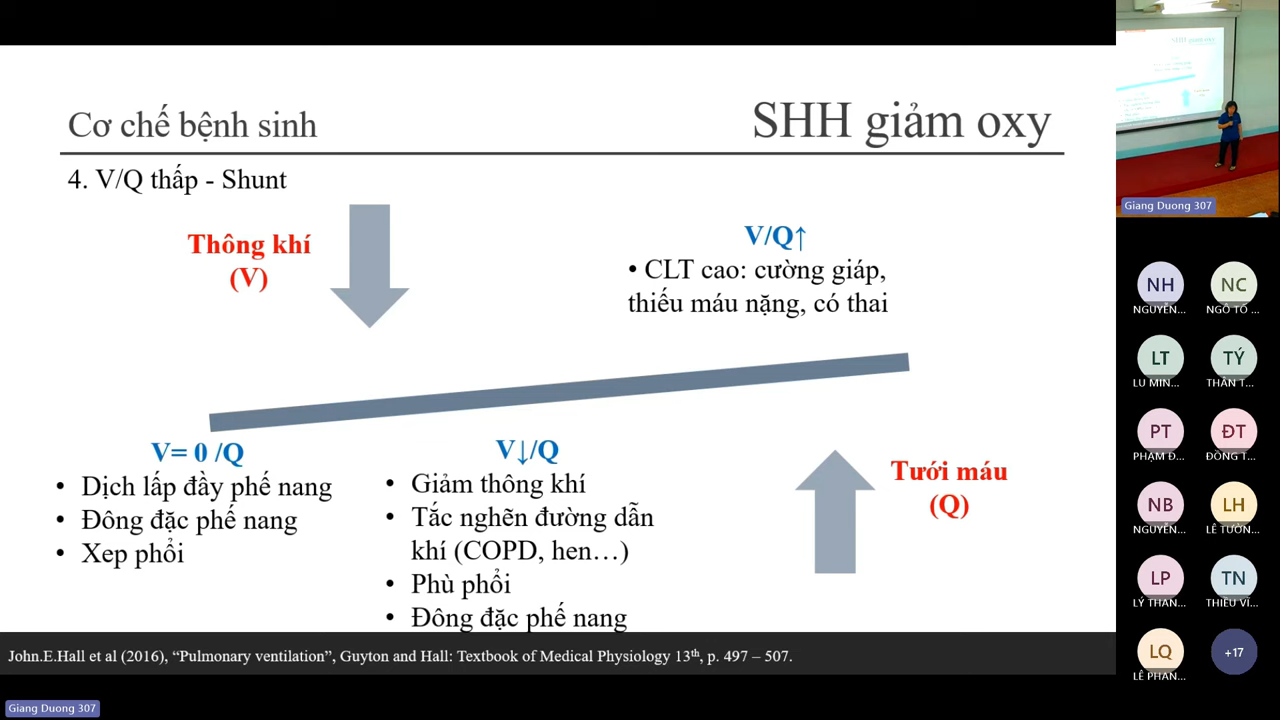 Cơ chế bệnh sinh
SHH giảm oxy
4. V/Q thấp - Shunt
Thông khí
(V)
V/Q↑
• CLT cao: cường giáp,
thiếu máu nặng, có thai
V= 0 /Q
• Dịch lấp đầy phế nang
• Đông đặc phế nang
• Xep phổi
V↓/Q
• Giảm thông khí
• Tắc nghẽn đường dẫn
khí (COPD, hen…)
• Phù phổi
• Đông đặc phế nang
Tưới máu
(Q)
John.E.Hall et al (2016), “Pulmonary ventilation”, Guyton and Hall: Textbook of Medical Physiology 13th, p. 497 – 507.
Giang Duong 307
SHH giảm oxy
Giang Duong 307
NH
NGUYỄN...
NC
NGÔ TỐ ...
LT
LU MIN...
TÝ
THÂN T...
PT
PHẠM Đ...
ĐT
ĐỒNG T...
NB
NGUYỄN...
LH
LÊ TƯỜN...
LP
LÝ THAN...
TN
THIỀU VĨ...
LQ
LÊ PHAN...
+17